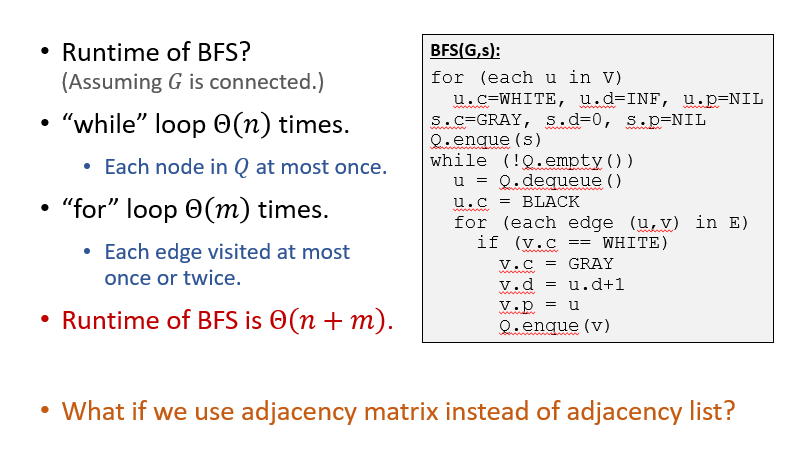 • Runtime of BFS?
(Assuming 𝐺 is connected.)
• “while” loop Θ(𝑛) times.
• Each node in 𝑄 at most once.
• “for” loop Θ(𝑚) times.
• Each edge visited at most
once or twice.
• Runtime of BFS is Θ(𝑛 + 𝑚).
BFS(G,s):
for (each u in V)
  u.c=WHITE, u.d=INF, u.p=NIL
s.c=GRAY, s.d=0, s.p=NIL
Q.enque(s)
while (!Q.empty())
  u = Q.dequeue()
  u.c = BLACK
  for (each edge (u,v) in E)
    if (v.c == WHITE)
      v.c = GRAY
      v.d = u.d+1
      v.p = u
      Q.enque(v)
• What if we use adjacency matrix instead of adjacency list?